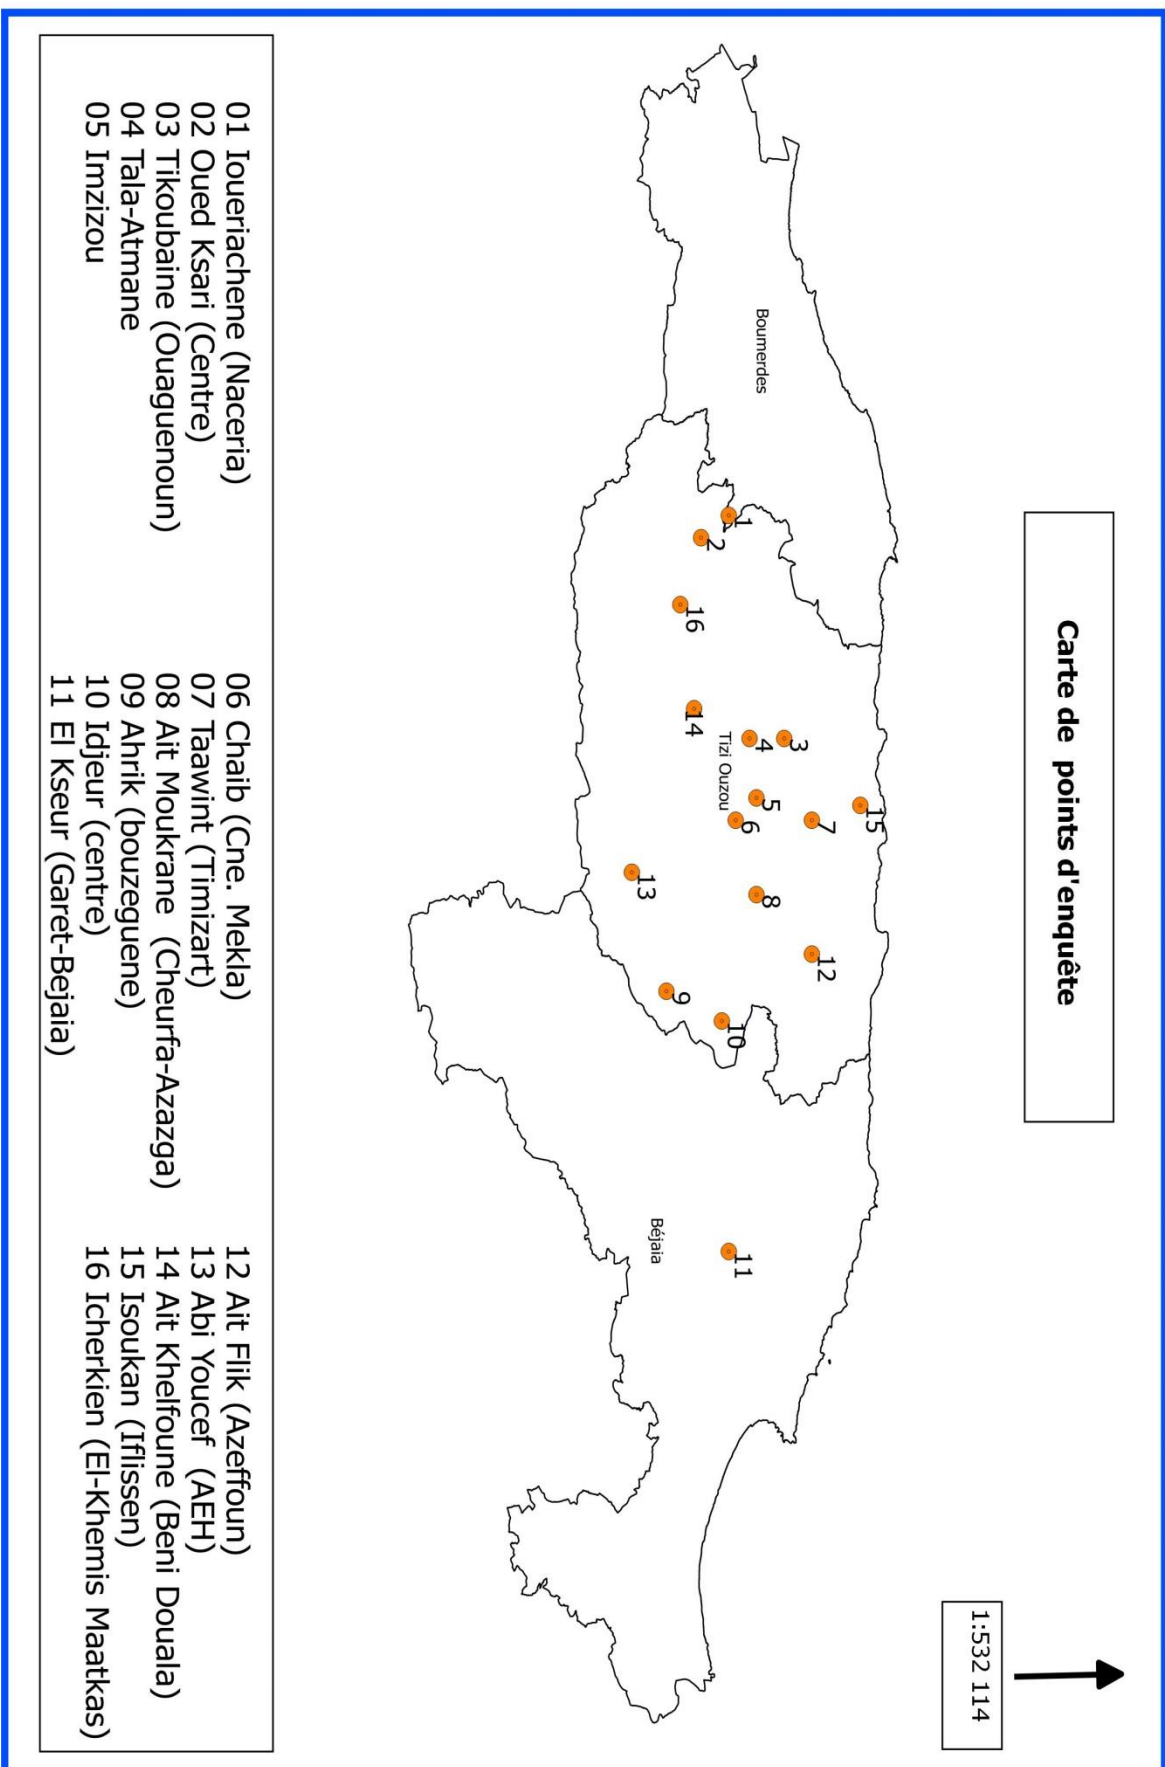 Carte de points d'enquête
1:532 114
Boumerdes
Tizi Ouzou
Béjaia
1
2
3
4
5
6
7
8
9
10
11
12
13
14
15
16
01 Ioueriachene (Naceria)
02 Oued Ksari (Centre)
03 Tikoubaine (Ouaguenoun)
04 Tala-Atmane
05 Imzizou
06 Chaib (Cne. Mekla)
07 Taawint (Timizart)
08 Ait Moukrane (Cheurfa-Azazga)
09 Ahrik (bouzeguene)
10 Idjeur (centre)
11 El Kseur (Garet-Bejaia)
12 Ait Flik (Azeffoun)
13 Abi Youcef (AEH)
14 Ait Khelfoune (Beni Douala)
15 Isoukan (Iflissen)
16 Icherkien (El-Khemis Maatkas)